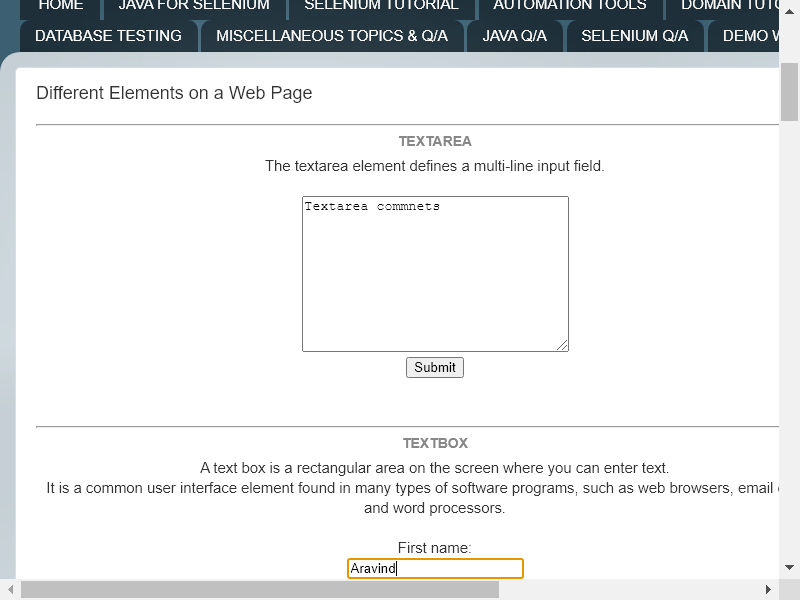 HOME JAVA FOR SELENIUM SELENIUM TUTORIAL AUTOMATION TOOLS DOMAIN TUTO
DATABASE TESTING MISCELLANEOUS TOPICS & Q/A JAVA Q/A SELENIUM Q/A DEMO W
Different Elements on a Web Page
TEXTAREA
The textarea element defines a multi-line input field.
Textarea commnets
Submit
TEXTBOX
A text box is a rectangular area on the screen where you can enter text.
It is a common user interface element found in many types of software programs, such as web browsers, email
and word processors.
First name:
Aravind